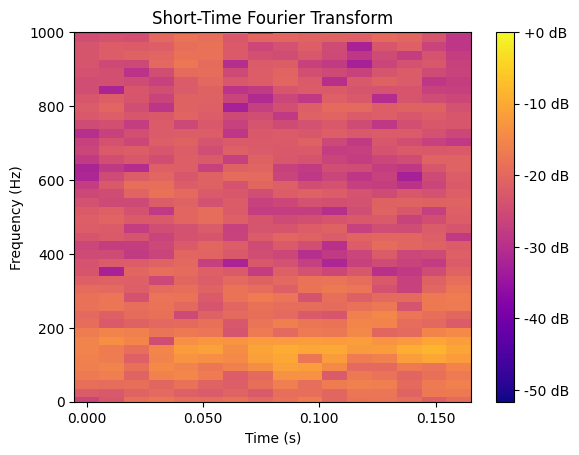 Short-Time Fourier Transform
1000
800
600
400
200
0
Frequency (Hz)
0.000
0.050
0.100
0.150
Time (s)
+0 dB
-10 dB
-20 dB
-30 dB
-40 dB
-50 dB